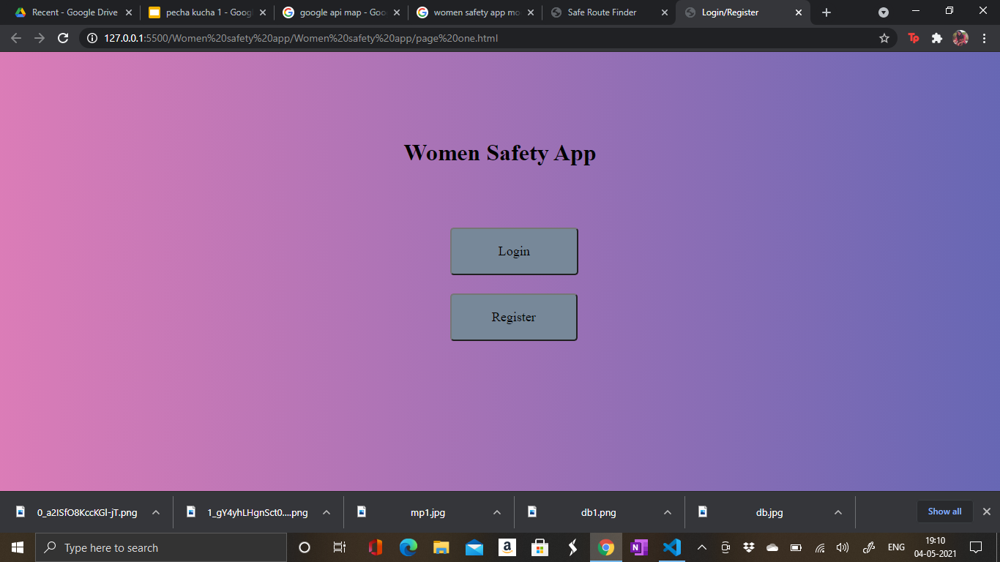 Recent - Google Drive
pecha kucha 1 - Goog
google api map - Goo
women safety app mo
Safe Route Finder
Login/Register
127.0.0.1:5500/Women%20safety%20app/Women%20safety%20app/page%20one.html
Tp
Women Safety App
Login
Register
0_a2ISfO8KccKGl-jT.png
1_gY4yhLHgnSct0....png
mp1.jpg
db1.png
db.jpg
Show all
Type here to search
a
N
ENG
19:10
04-05-2021